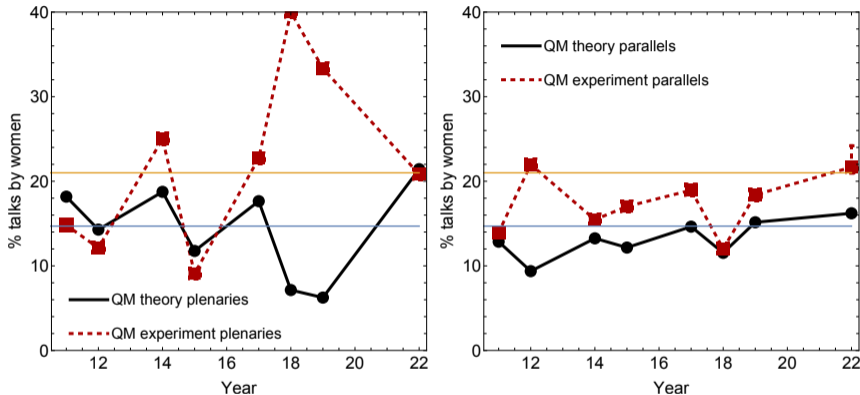 40
30
20
10
0
% talks by women
QM theory plenaries
QM experiment plenaries
12 14 16 18 20 22
Year
40
30
20
10
0
% talks by women
QM theory parallels
QM experiment parallels
12 14 16 18 20 22
Year